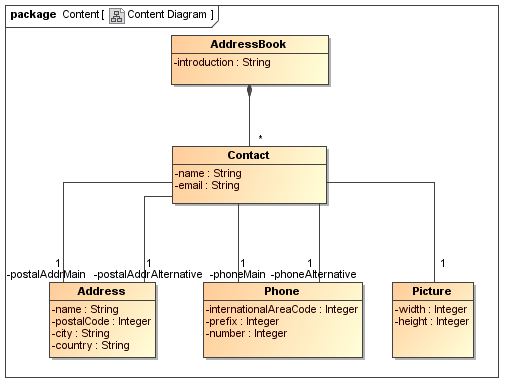 package Content [ Content Diagram ]
AddressBook
-introduction : String
*
Contact
-name : String
-email : String
1 1 1 1 1
-postalAddrMain -postalAddrAlternative -phoneMain -phoneAlternative
Address
-name : String
-postalCode : Integer
-city : String
-country : String
Phone
-internationalAreaCode : Integer
-prefix : Integer
-number : Integer
Picture
-width : Integer
-height : Integer